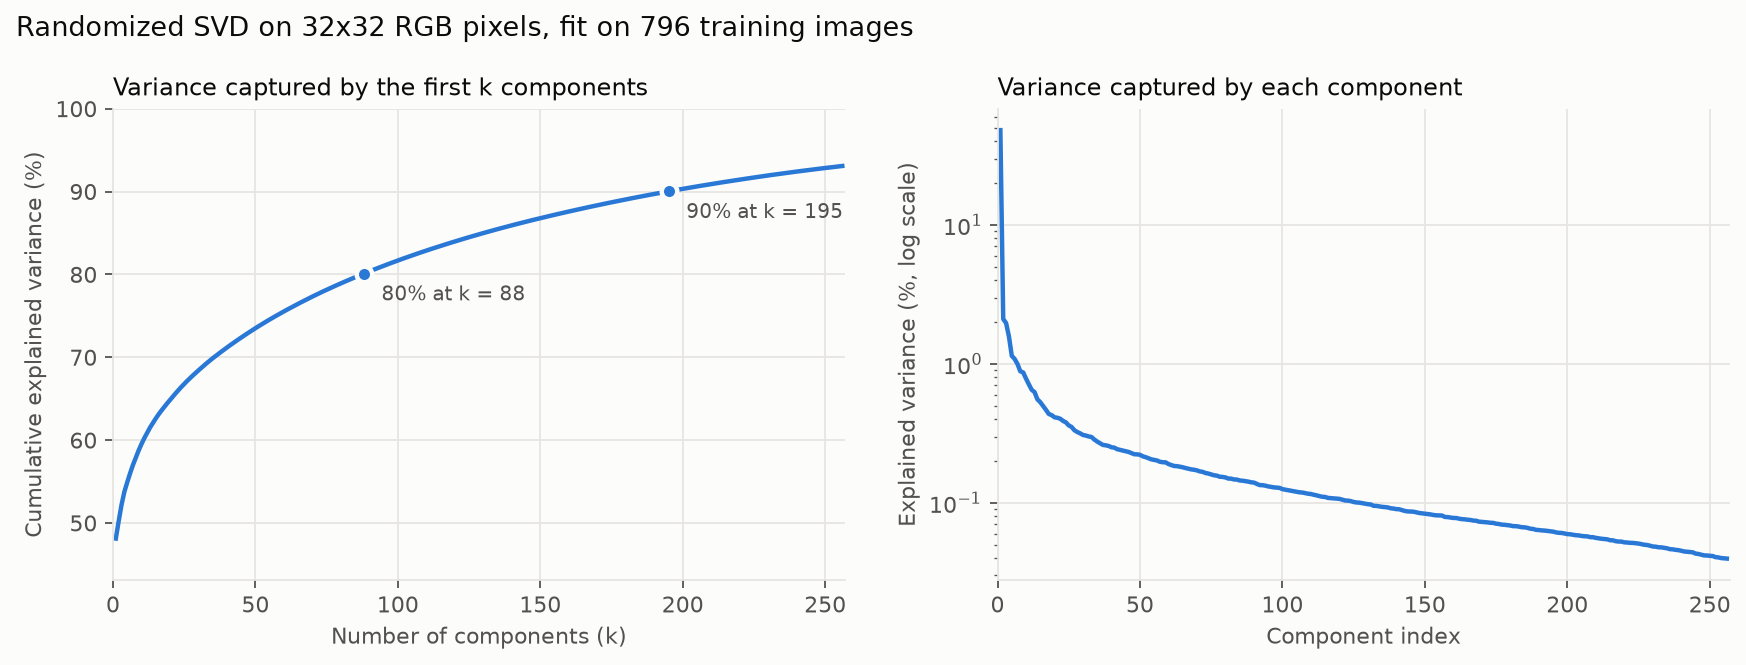 Randomized SVD on 32x32 RGB pixels, fit on 796 training images
Variance captured by the first k components
Cumulative explained variance (%)
100
90
80
70
60
50
90% at k = 195
80% at k = 88
0 50 100 150 200 250
Number of components (k)
Variance captured by each component
Explained variance (%, log scale)
10¹
10⁰
10⁻¹
0 50 100 150 200 250
Component index